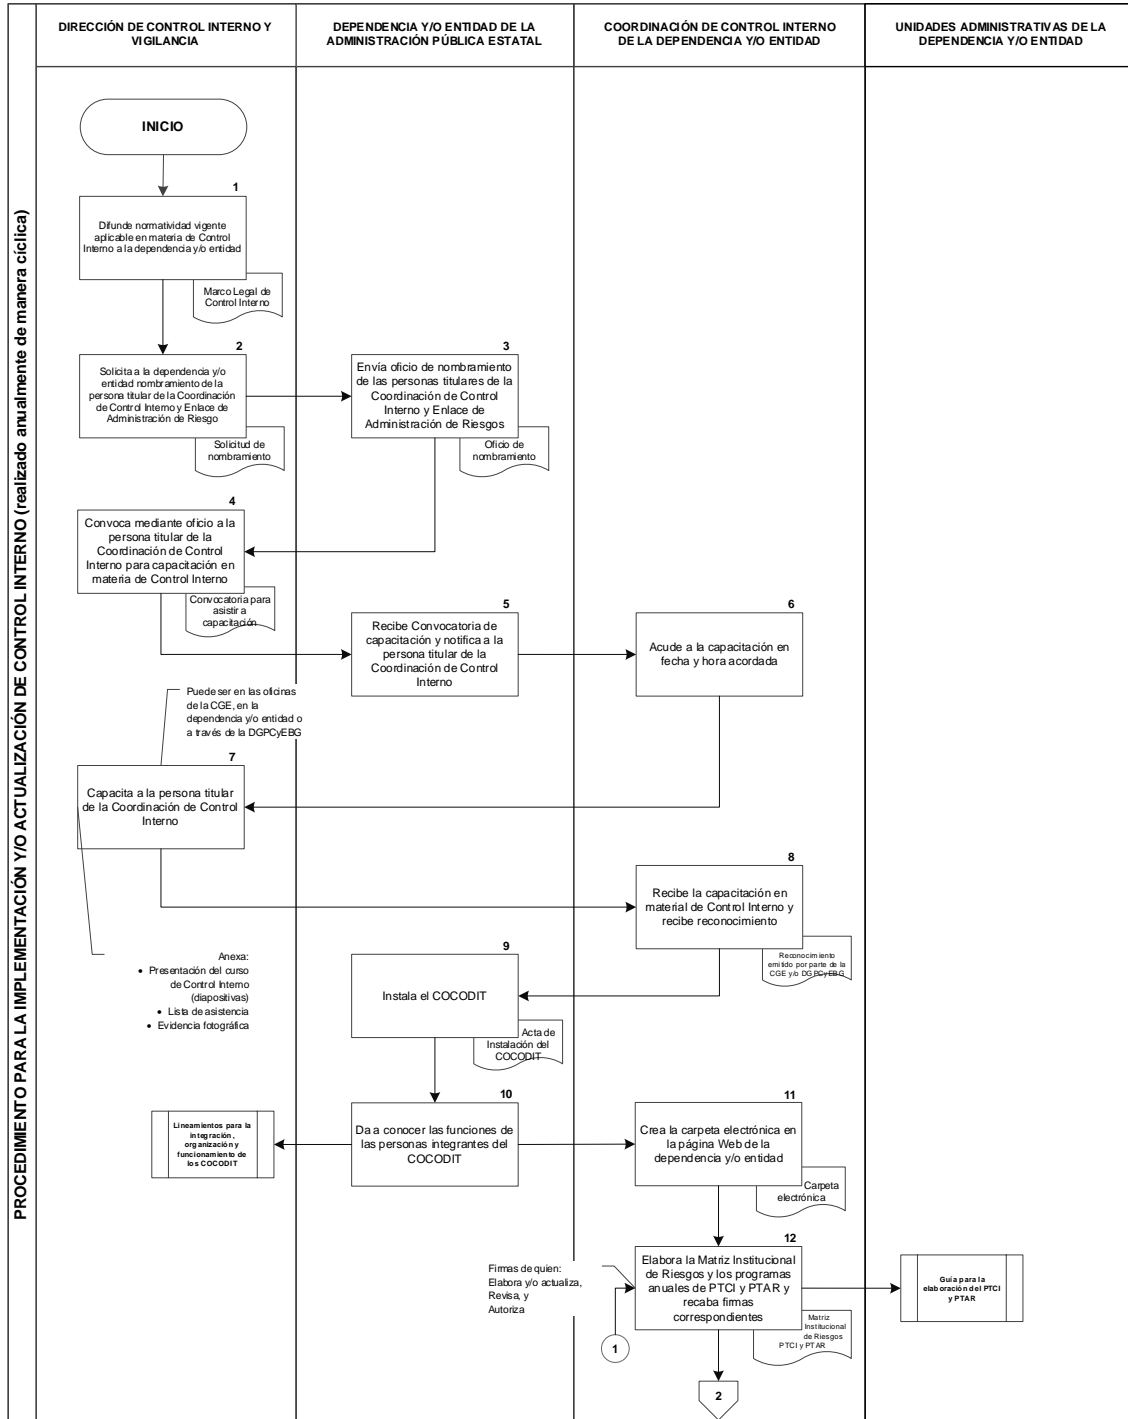 PROCEDIMIENTO PARA LA IMPLEMENTACIÓN Y/O ACTUALIZACIÓN DE CONTROL INTERNO (realizado anualmente de manera cíclica)
DIRECCIÓN DE CONTROL INTERNO Y
VIGILANCIA
DEPENDENCIA Y/O ENTIDAD DE LA
ADMINISTRACIÓN PÚBLICA ESTATAL
COORDINACIÓN DE CONTROL INTERNO
DE LA DEPENDENCIA Y/O ENTIDAD
UNIDADES ADMINISTRATIVAS DE LA
DEPENDENCIA Y/O ENTIDAD
INICIO
1
Difunde normatividad vigente
aplicable en materia de Control
Interno a la dependencia y/o entidad
Marco Legal de
Control Interno
2
Solicita a la dependencia y/o
entidad nombramiento de la
persona titular de la Coordinación
de Control Interno y Enlace de
Administración de Riesgo
Solicitud de
nombramiento
3
Envía oficio de nombramiento
de las personas titulares de la
Coordinación de Control
Interno y Enlace de
Administración de Riesgos
Oficio de
nombramiento
4
Convoca mediante oficio a la
persona titular de la
Coordinación de Control
Interno para capacitación en
materia de Control Interno
Convocatoria para
asistir a
capacitación
5
Recibe Convocatoria de
capacitación y notifica a la
persona titular de la
Coordinación de Control
Interno
6
Acude a la capacitación en
fecha y hora acordada
Puede ser en las oficinas
de la CGE, en la
dependencia y/o entidad o
a través de la DGPCyEBG
7
Capacita a la persona titular
de la Coordinación de Control
Interno
8
Recibe la capacitación en
material de Control Interno y
recibe reconocimiento
Reconocimiento
emitido por parte de la
CGE y/o DGPCyEBG
Anexa:
• Presentación del curso
de Control Interno
(diapositivas)
• Lista de asistencia
• Evidencia fotográfica
9
Instala el COCODIT
Acta de
Instalación del
COCODIT
10
Da a conocer las funciones de
las personas integrantes del
COCODIT
Lineamientos para la
integración,
organización y
funcionamiento de
los COCODIT
11
Crea la carpeta electrónica en
la página Web de la
dependencia y/o entidad
Carpeta
electrónica
12
Elabora la Matriz Institucional
de Riesgos y los programas
anuales de PTCI y PTAR y
recaba firmas
correspondientes
Matriz
Institucional
de Riesgos
PTCI y PTAR
Firmas de quien:
Elabora y/o actualiza,
Revisa, y
Autoriza
1
Guía para la
elaboración del PTCI
y PTAR
2